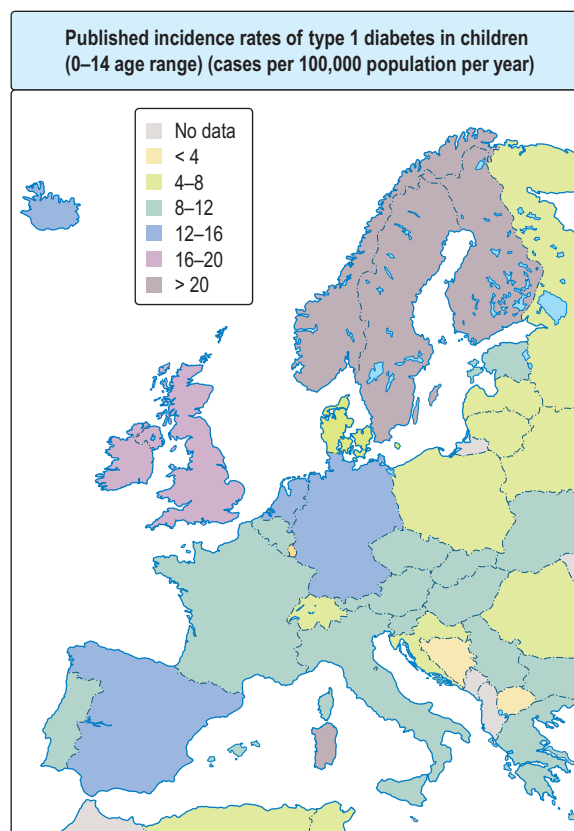 Published incidence rates of type 1 diabetes in children
(0–14 age range) (cases per 100,000 population per year)
No data
< 4
4–8
8–12
12–16
16–20
> 20